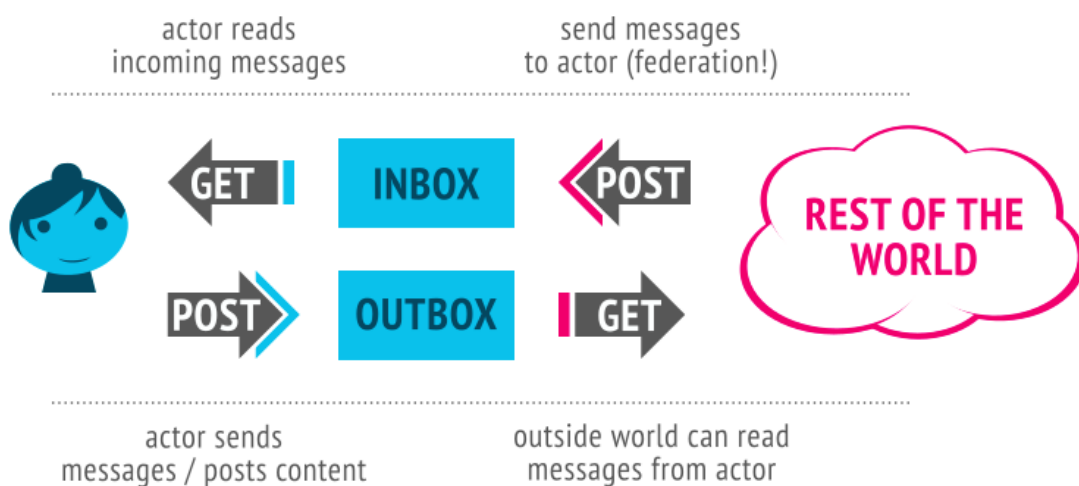 actor reads
incoming messages
send messages
to actor (federation!)
GET
INBOX
POST
REST OF THE
WORLD
POST
OUTBOX
GET
actor sends
messages / posts content
outside world can read
messages from actor